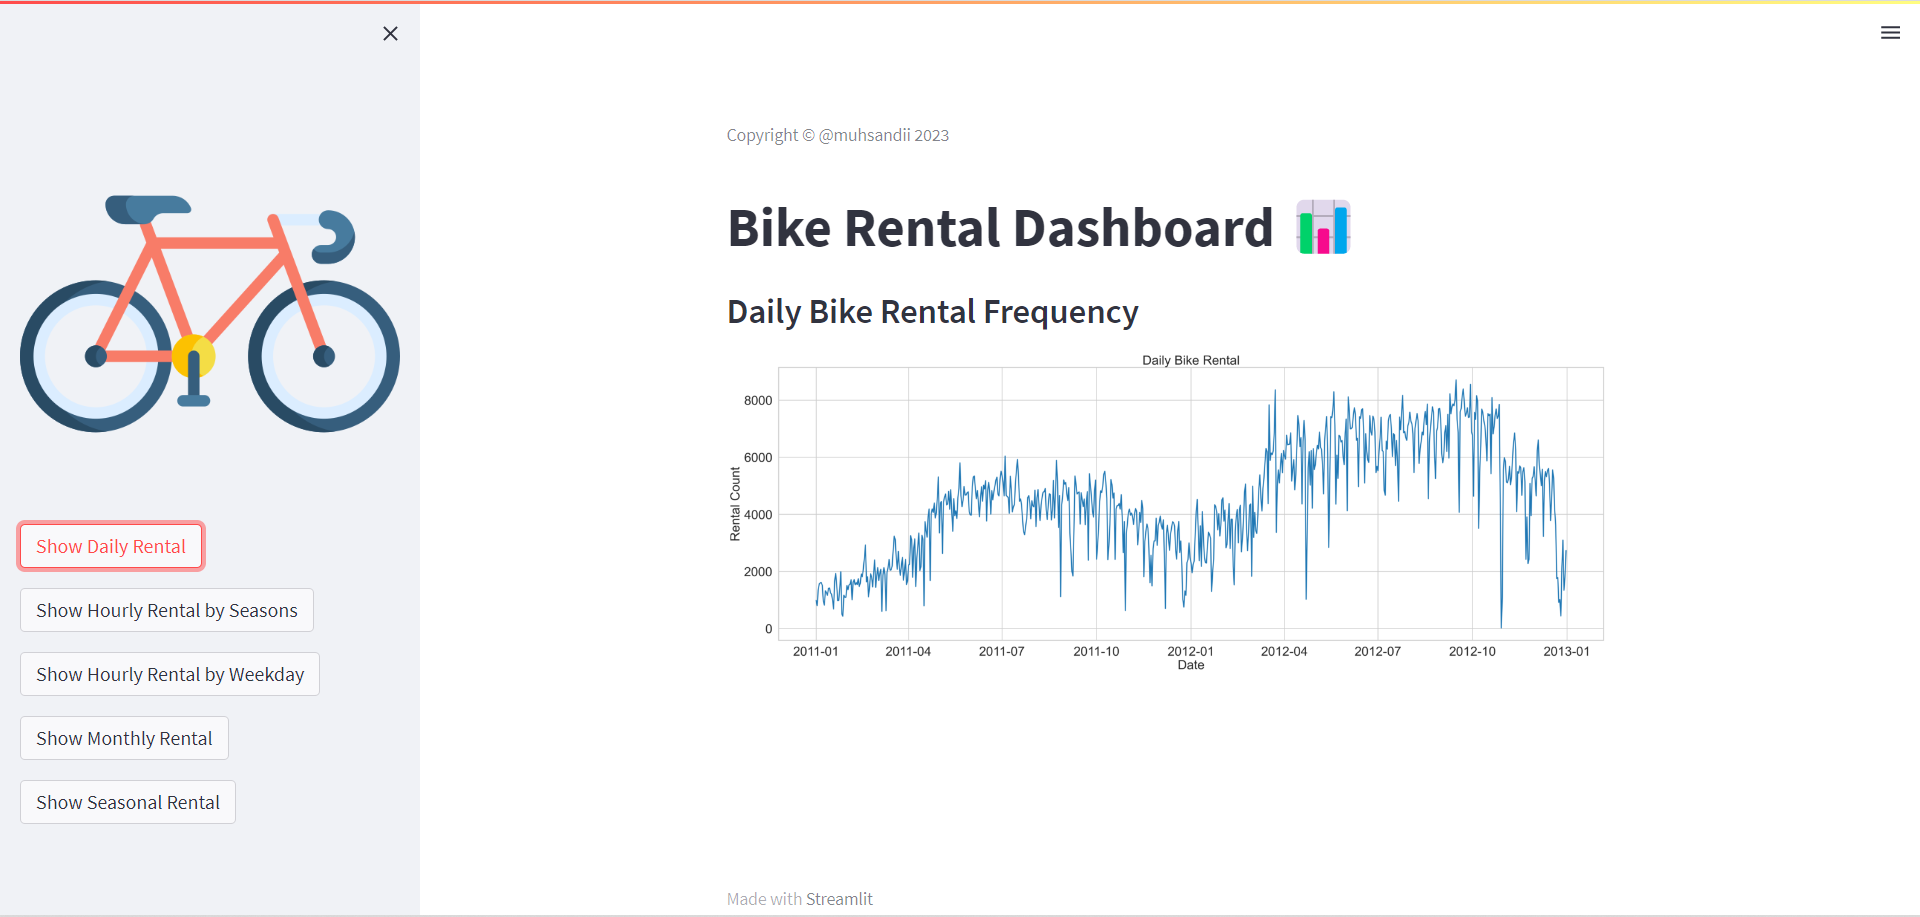 Show Daily Rental
Show Hourly Rental by Seasons
Show Hourly Rental by Weekday
Show Monthly Rental
Show Seasonal Rental
Copyright © @muhsandii 2023
Bike Rental Dashboard
Daily Bike Rental Frequency
Daily Bike Rental
8000
6000
4000
2000
0
Rental Count
2011-01 2011-04 2011-07 2011-10 2012-01 2012-04 2012-07 2012-10 2013-01
Date
Made with Streamlit